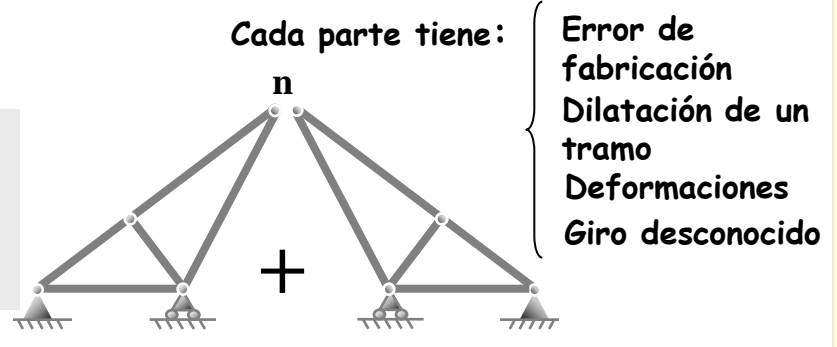 Cada parte tiene:
n
+
Error de
fabricación
Dilatación de un
tramo
Deformaciones
Giro desconocido